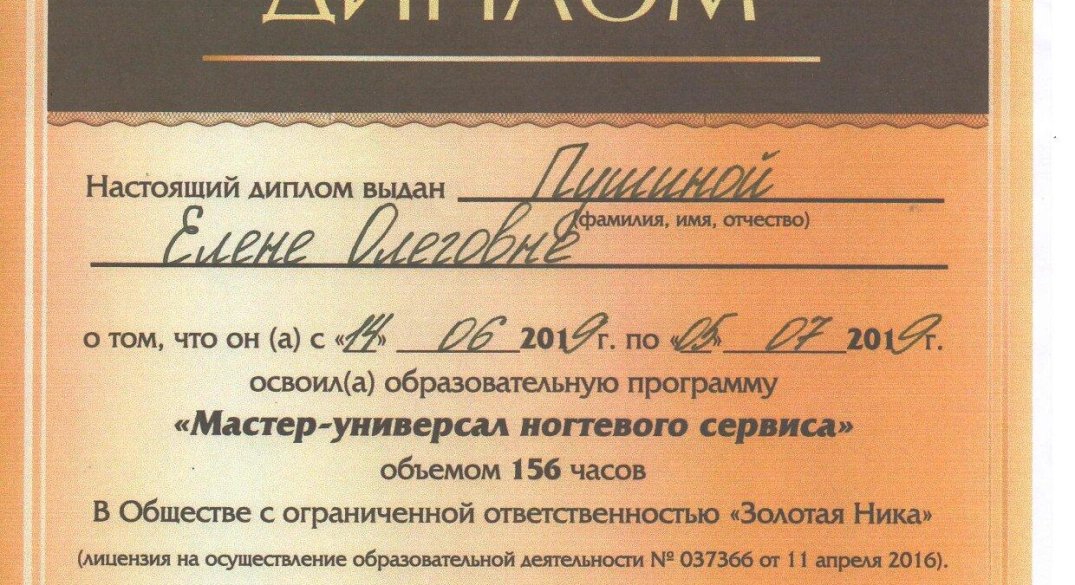 ДИПЛОМ
Настоящий диплом выдан Пушиной
(фамилия, имя, отчество)
Елене Олеговне
о том, что он (а) с «14» 06 2019г. по «05» 07 2019г.
освоил(а) образовательную программу
«Мастер-универсал ногтевого сервиса»
объемом 156 часов
В Обществе с ограниченной ответственностью «Золотая Ника»
(лицензия на осуществление образовательной деятельности № 037366 от 11 апреля 2016).